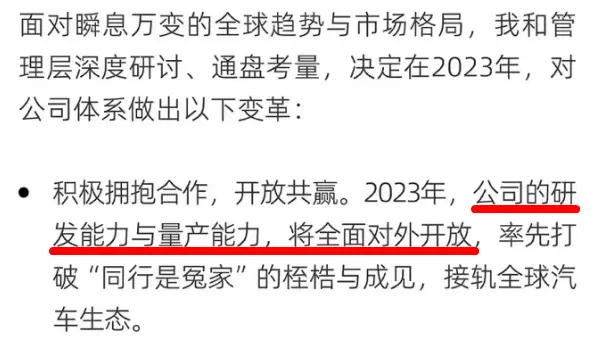 面对瞬息万变的全球趋势与市场格局，我和管
理层深度研讨、通盘考量，决定在2023年，对
公司体系做出以下变革：
●积极拥抱合作，开放共赢。2023年，公司的研
发能力与量产能力，将全面对外开放，率先打
破“同行是冤家”的桎梏与成见，接轨全球汽
车生态。